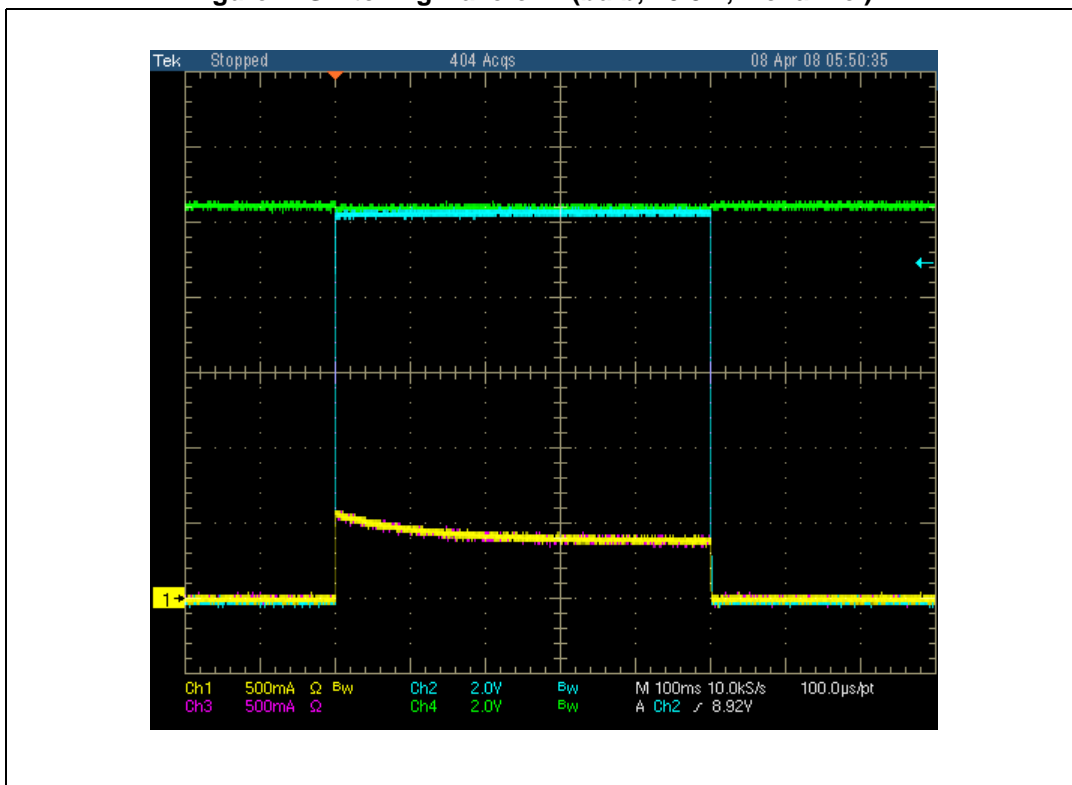 Tek Stopped 404 Acqs 08 Apr 08 05:50:35
1
Ch1 500mA Ω Bw Ch2 2.0V Bw M 100ms 10.0kS/s 100.0µs/pt
Ch3 500mA Ω Ch4 2.0V Bw A Ch2 8.92V